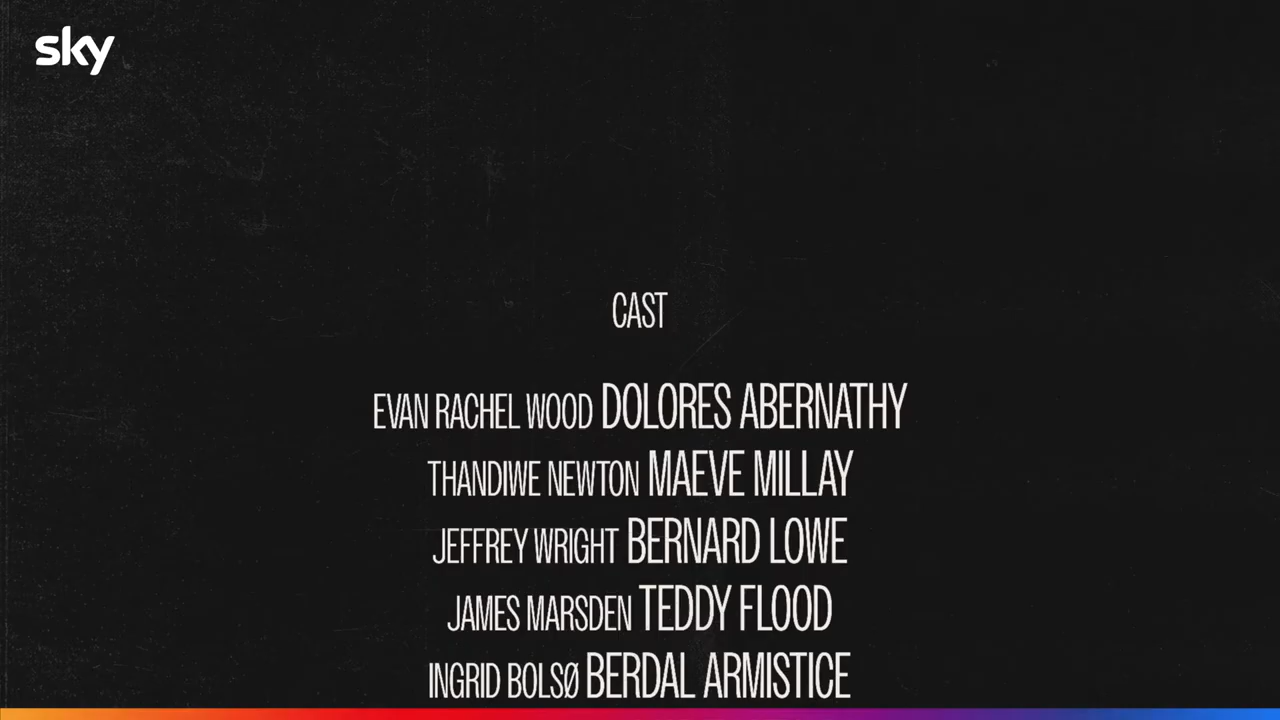 sky
CAST
EVAN RACHEL WOOD DOLORES ABERNATHY
THANDIWE NEWTON MAEVE MILLAY
JEFFREY WRIGHT BERNARD LOWE
JAMES MARSDEN TEDDY FLOOD
INGRID BOLSØ BERDAL ARMISTICE